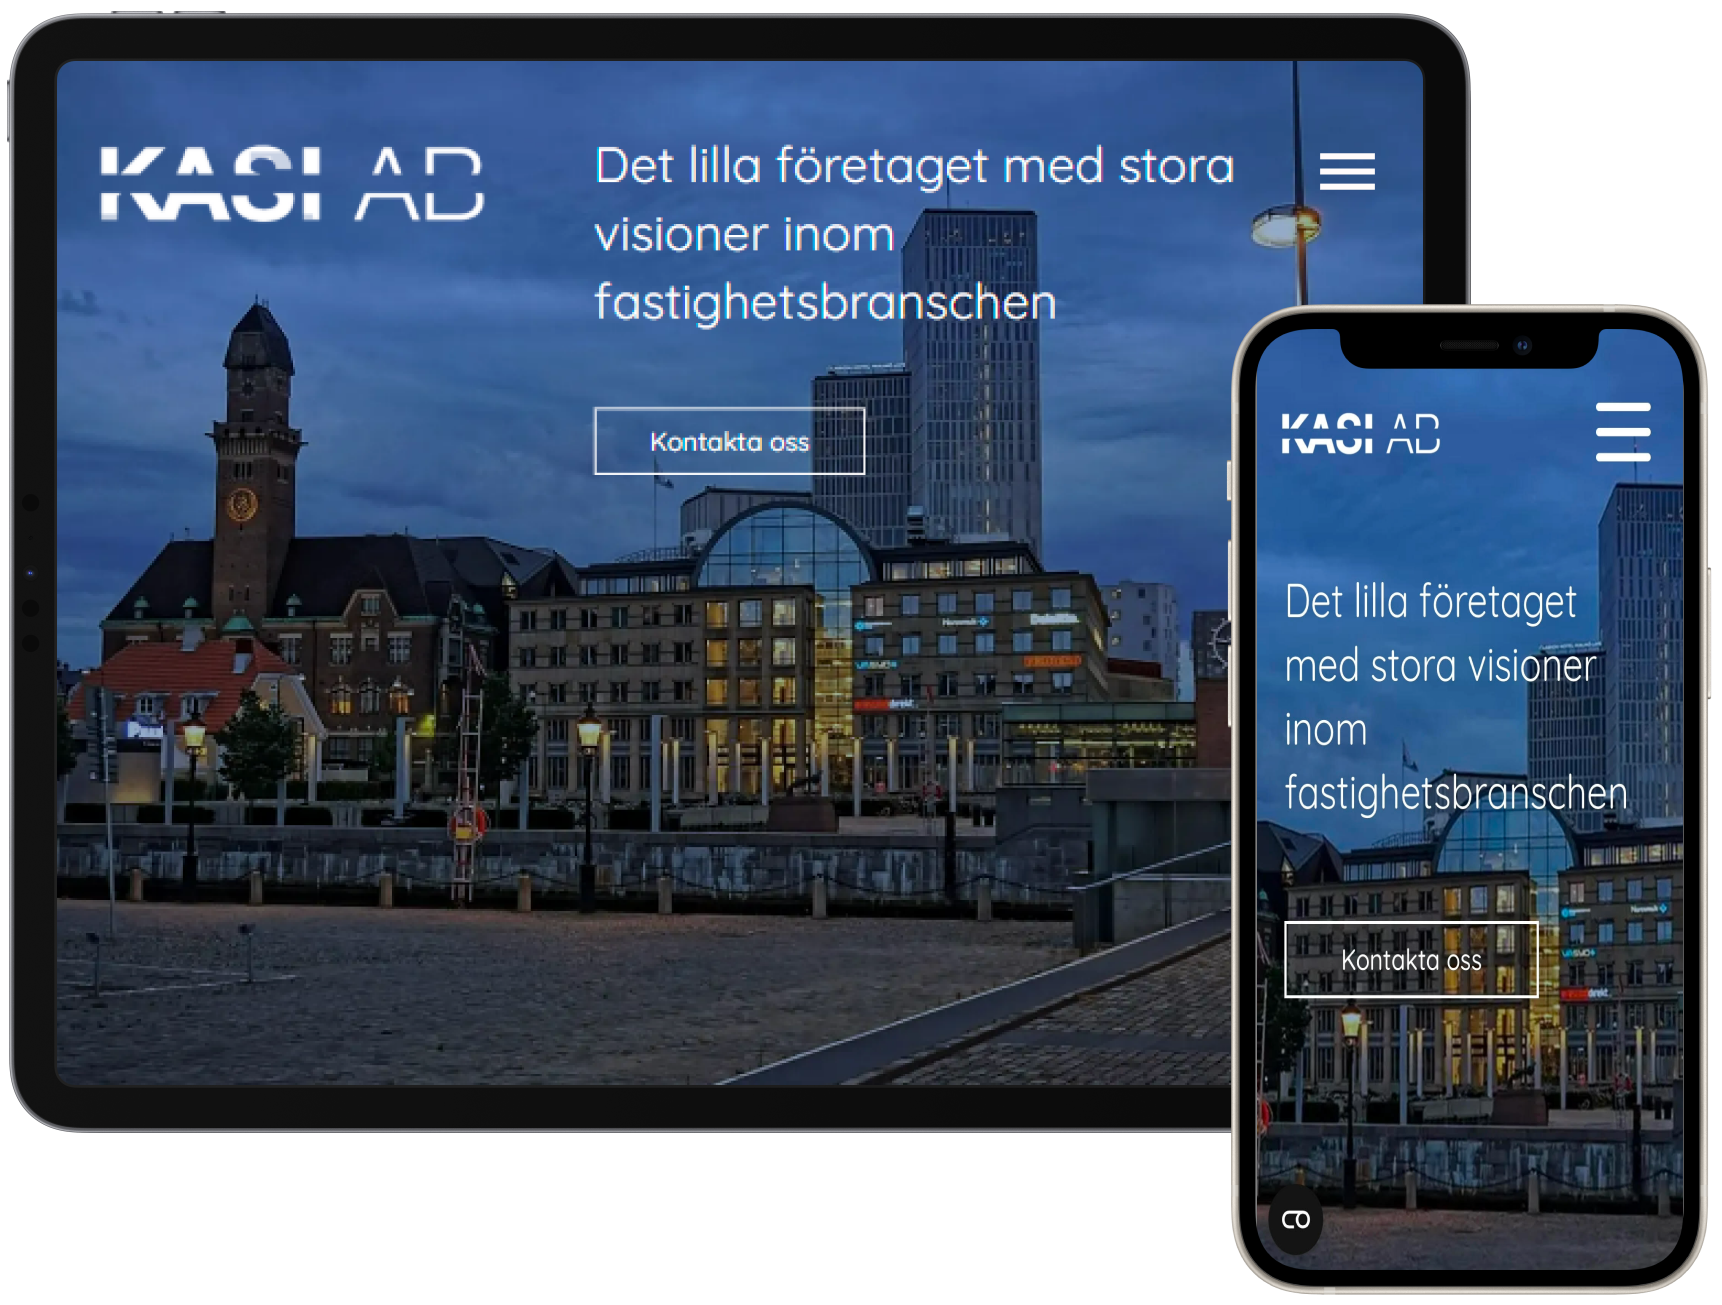 KASI AB
Det lilla företaget med stora
visioner inom
fastighetsbranschen
Kontakta oss
KASI AB
Det lilla företaget
med stora visioner
inom
fastighetsbranschen
Kontakta oss